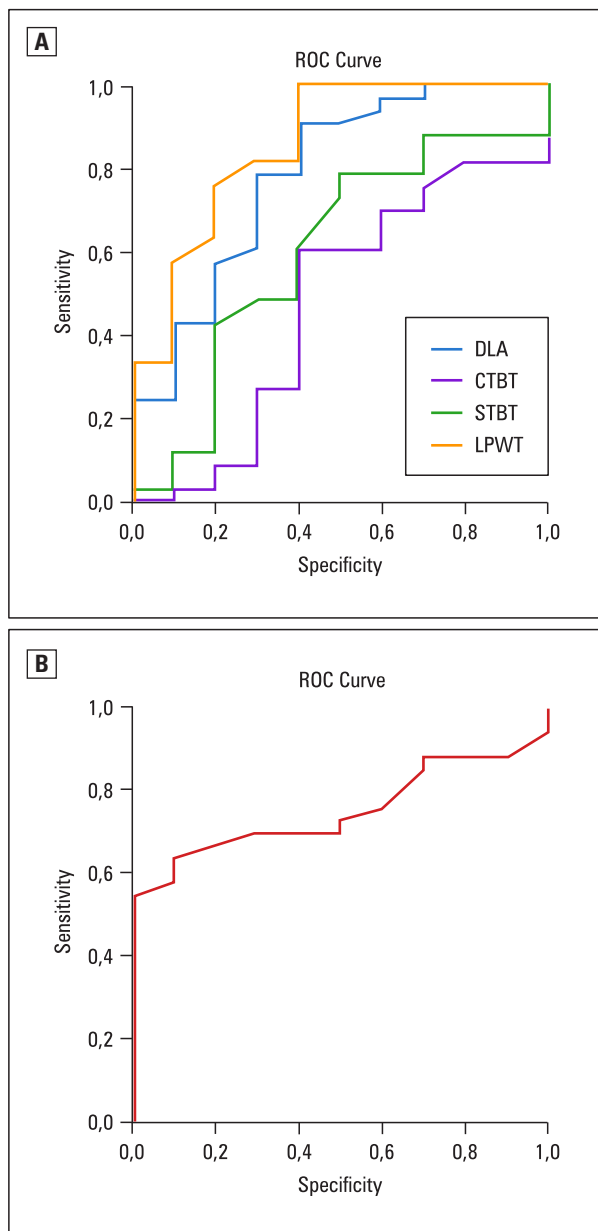 A
ROC Curve
1,0
0,8
0,6
0,4
0,2
0,0
Sensitivity
DLA
CTBT
STBT
LPWT
0,0 0,2 0,4 0,6 0,8 1,0
Specificity
B
ROC Curve
1,0
0,8
0,6
0,4
0,2
0,0
Sensitivity
0,0 0,2 0,4 0,6 0,8 1,0
Specificity